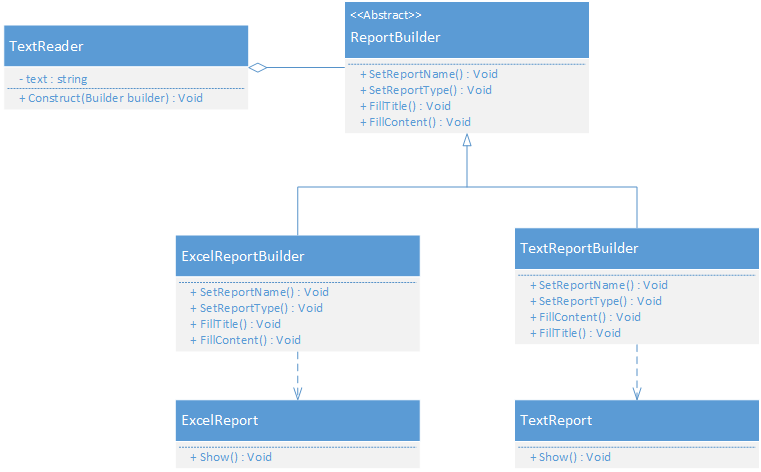 <<Abstract>>
ReportBuilder
+ SetReportName() : Void
+ SetReportType() : Void
+ FillTitle() : Void
+ FillContent() : Void
TextReader
- text : string
+ Construct(Builder builder) : Void
ExcelReportBuilder
+ SetReportName() : Void
+ SetReportType() : Void
+ FillTitle() : Void
+ FillContent() : Void
TextReportBuilder
+ SetReportName() : Void
+ SetReportType() : Void
+ FillContent() : Void
+ FillTitle() : Void
ExcelReport
+ Show() : Void
TextReport
+ Show() : Void